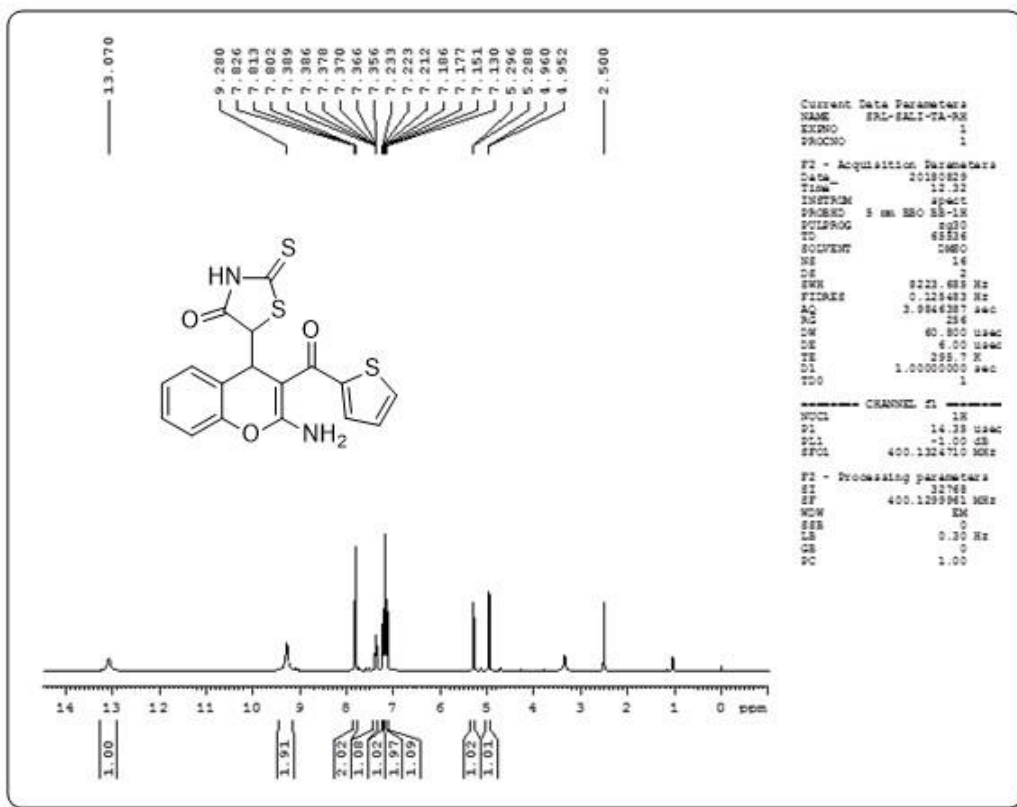 13.070
9.280
7.826
7.813
7.802
7.389
7.386
7.378
7.370
7.366
7.356
7.233
7.223
7.212
7.186
7.177
7.151
7.130
5.296
5.288
4.960
4.952
2.500
Current Data Parameters
NAME SRL-SALI-TA-RH
EXPNO 1
PROCNO 1
F2 - Acquisition Parameters
Date_ 20180829
Time 12.32
INSTRUM spect
PROBHD 5 mm BBO BB-1H
PULPROG zg30
TD 65536
SOLVENT DMSO
NS 16
DS 2
SWH 8223.685 Hz
FIDRES 0.125483 Hz
AQ 3.9846387 sec
RG 256
DW 60.800 usec
DE 6.00 usec
TE 295.7 K
D1 1.00000000 sec
TD0 1
======== CHANNEL f1 ========
NUC1 1H
P1 14.35 usec
PL1 -1.00 dB
SFO1 400.1324710 MHz
F2 - Processing parameters
SI 32768
SF 400.1299961 MHz
WDW EM
SSB 0
LB 0.30 Hz
GB 0
PC 1.00
S
HN
S
O
O
S
O
NH2
14 13 12 11 10 9 8 7 6 5 4 3 2 1 0 ppm
1.00
1.91
2.02
1.08
1.02
1.97
1.09
1.02
1.01